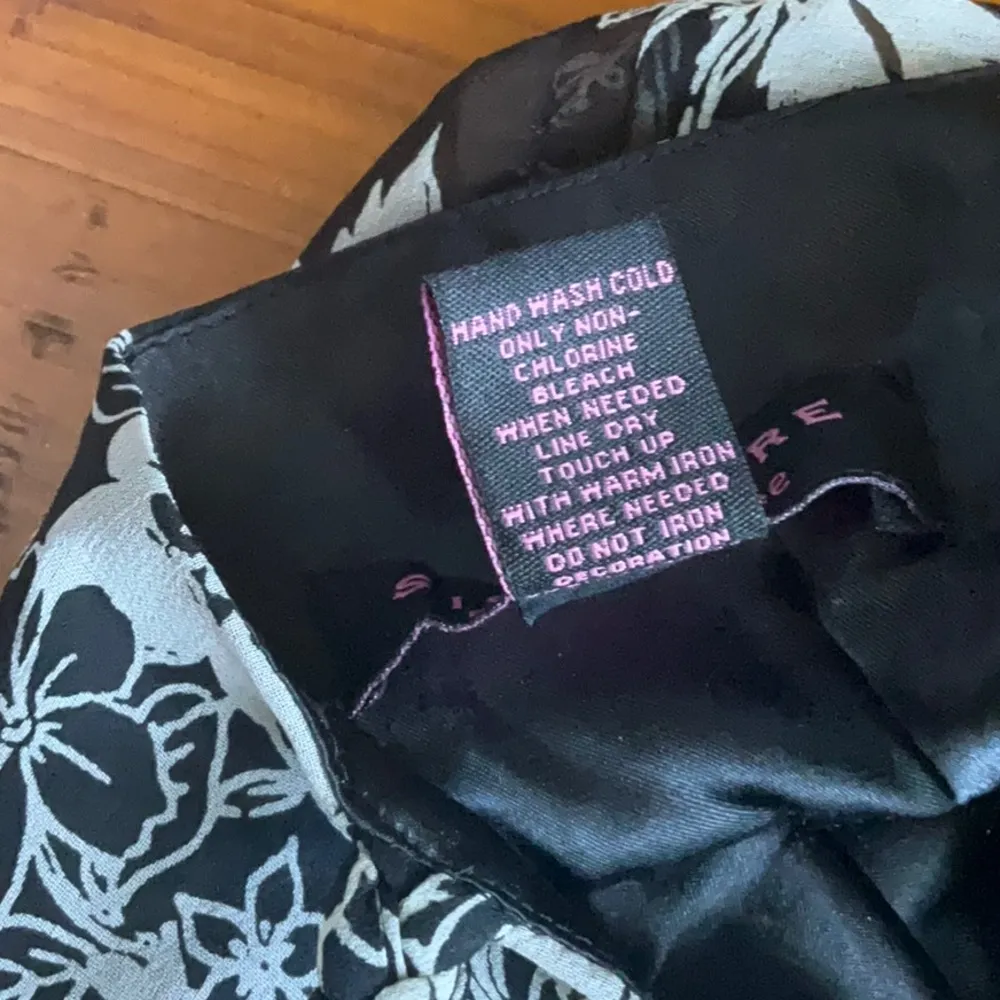 HAND WASH COLD
ONLY NON-
CHLORINE
BLEACH
WHEN NEEDED
LINE DRY
TOUCH UP
WITH WARM IRON
WHERE NEEDED
DO NOT IRON
DECORATION